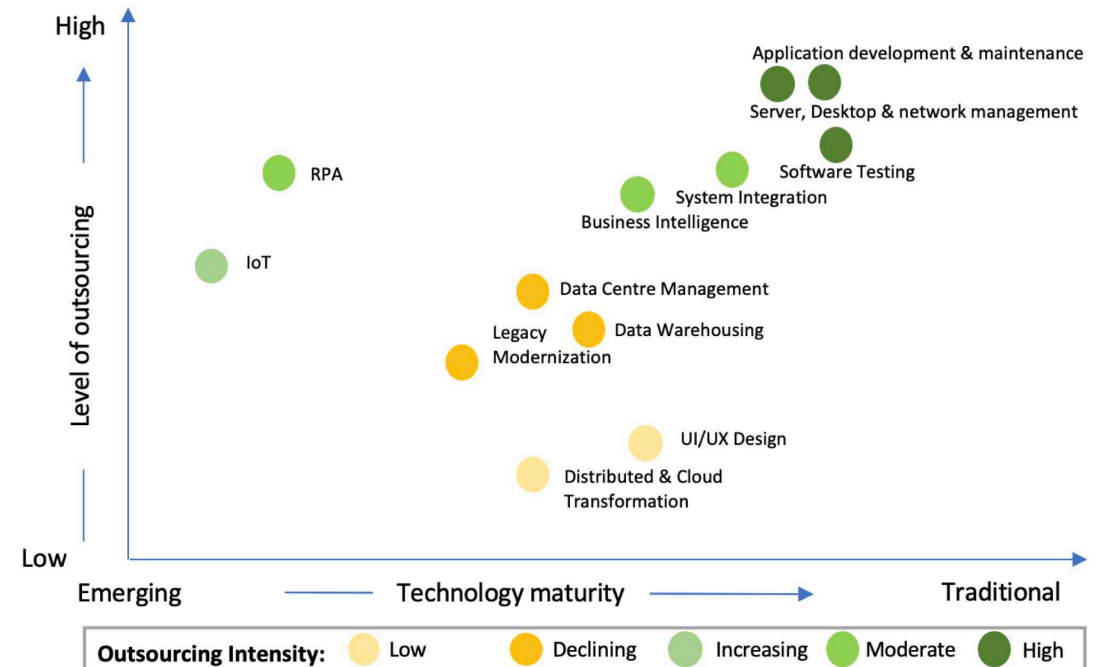 High
Application development & maintenance
Server, Desktop & network management
Software Testing
RPA
System Integration
Business Intelligence
IoT
Data Centre Management
Legacy
Modernization
Data Warehousing
UI/UX Design
Distributed & Cloud
Transformation
Level of outsourcing
Low
Emerging
Technology maturity
Traditional
Outsourcing Intensity: Low Declining Increasing Moderate High